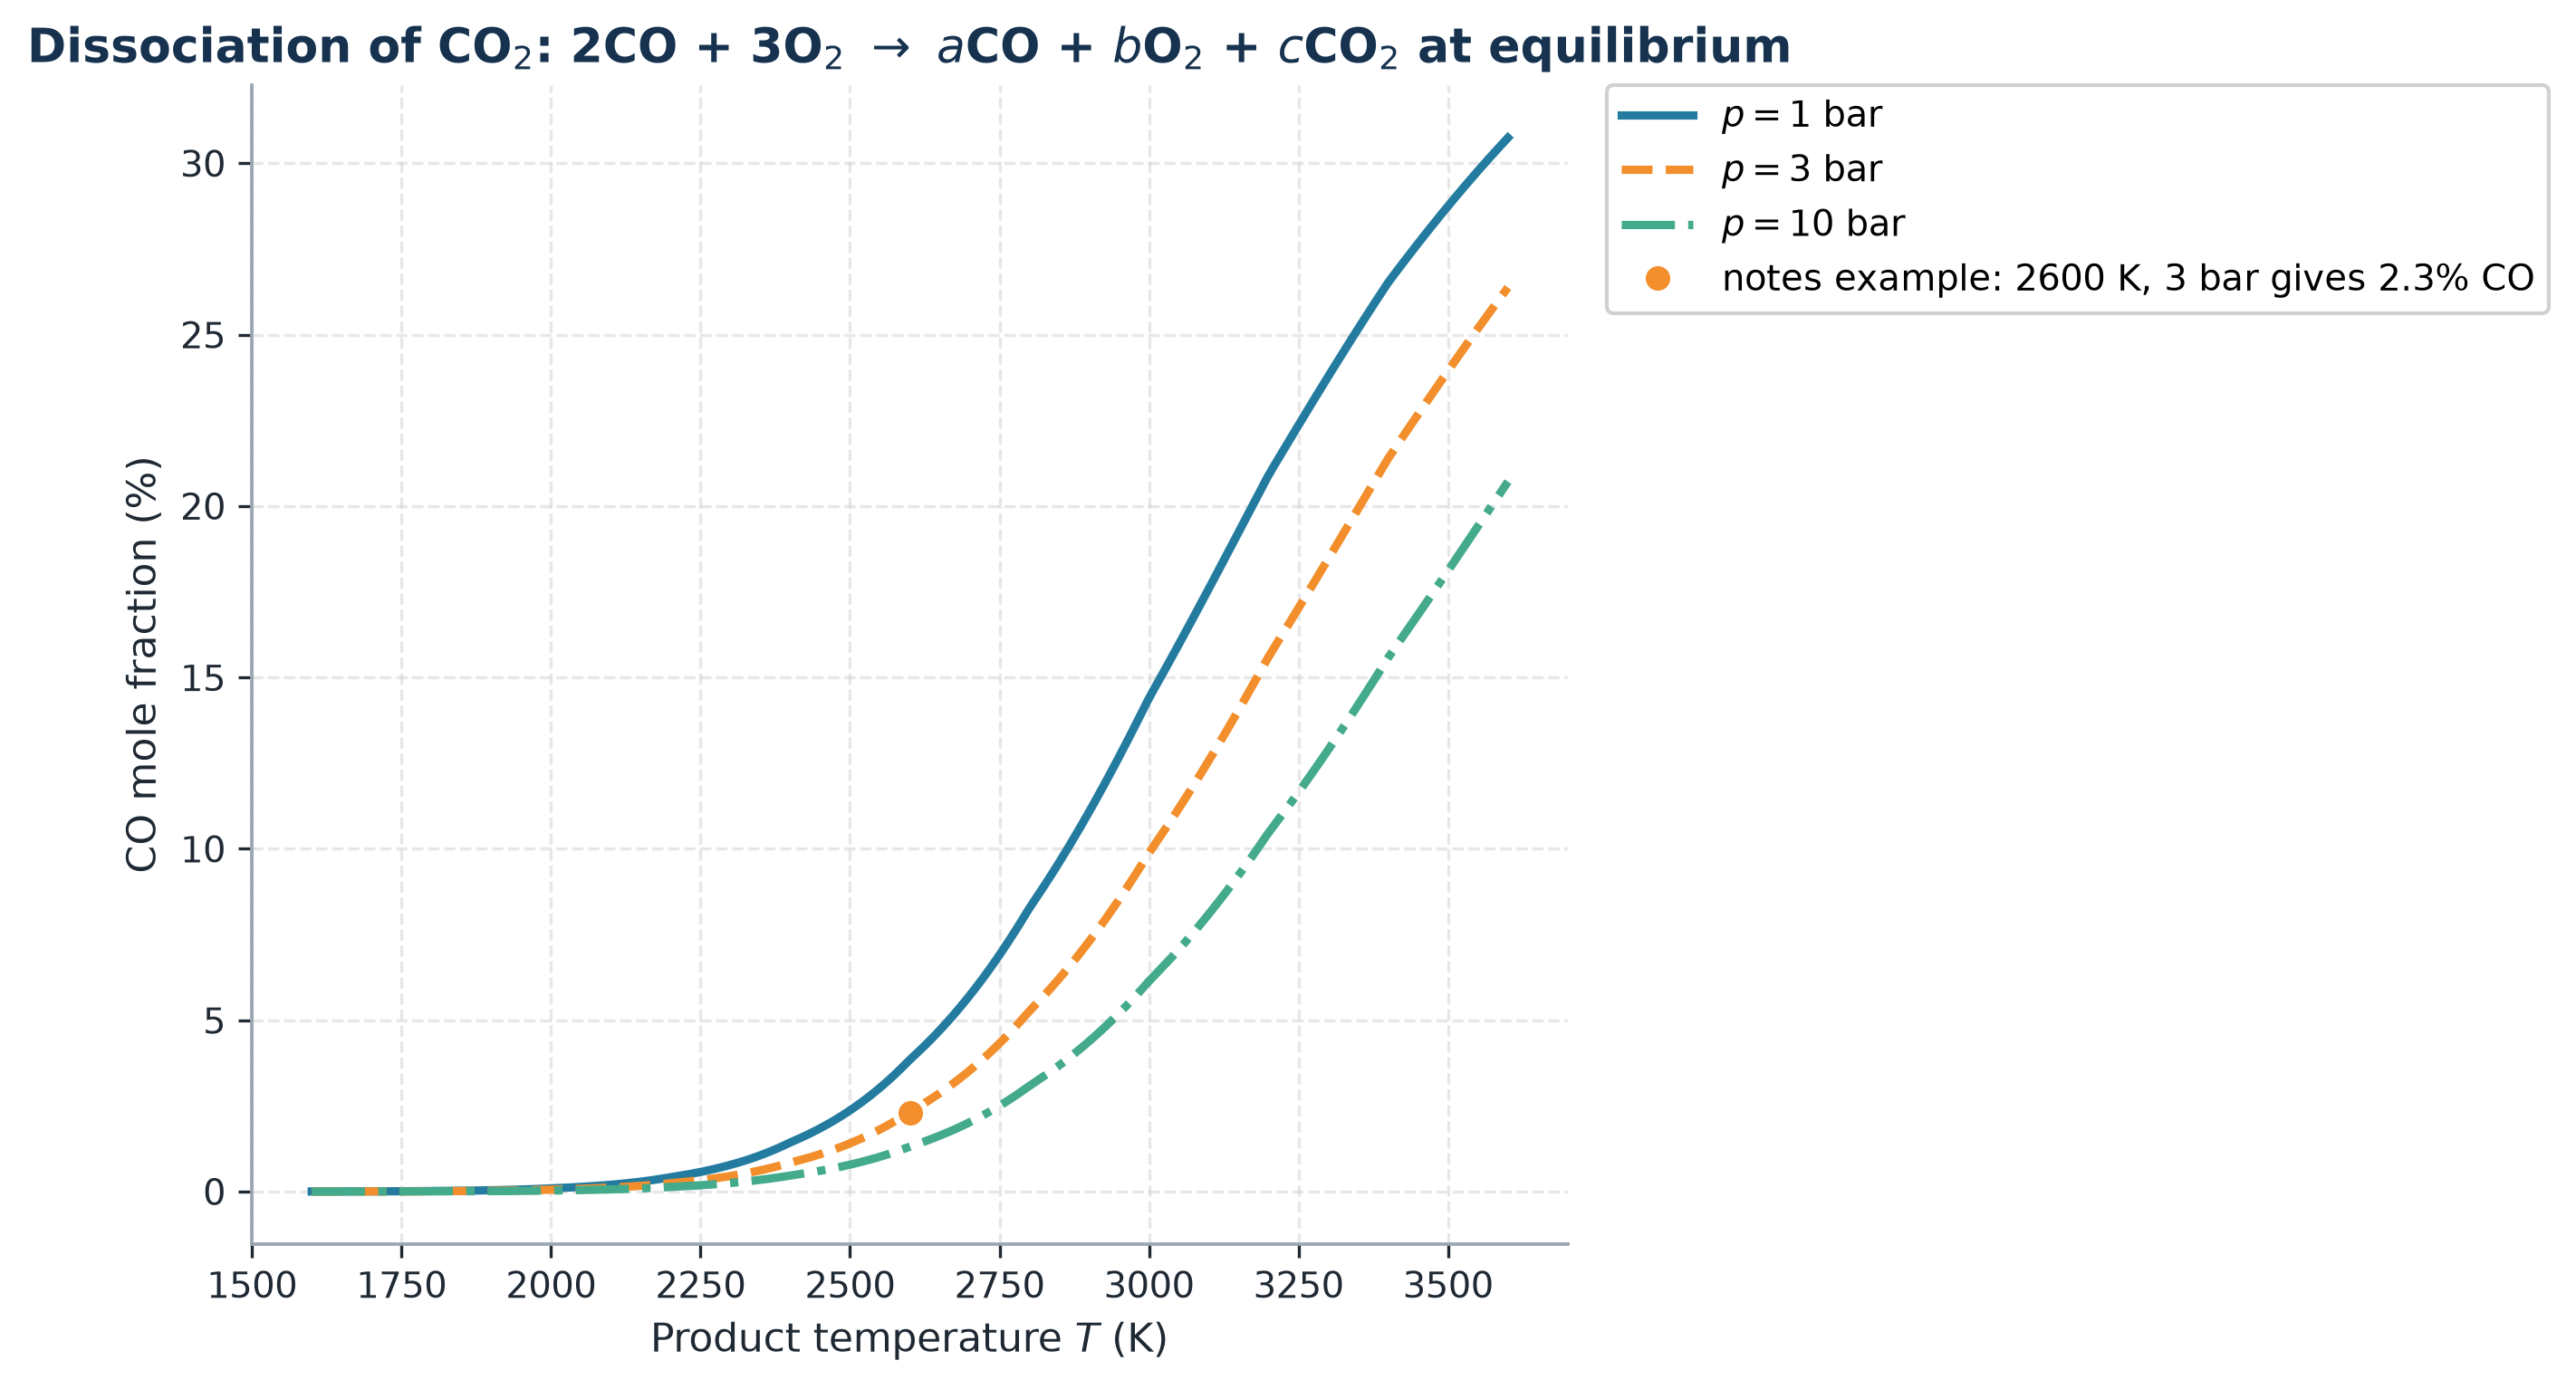 Dissociation of CO₂: 2CO + 3O₂ → aCO + bO₂ + cCO₂ at equilibrium
p = 1 bar
p = 3 bar
p = 10 bar
notes example: 2600 K, 3 bar gives 2.3% CO
CO mole fraction (%)
30
25
20
15
10
5
0
1500 1750 2000 2250 2500 2750 3000 3250 3500
Product temperature T (K)